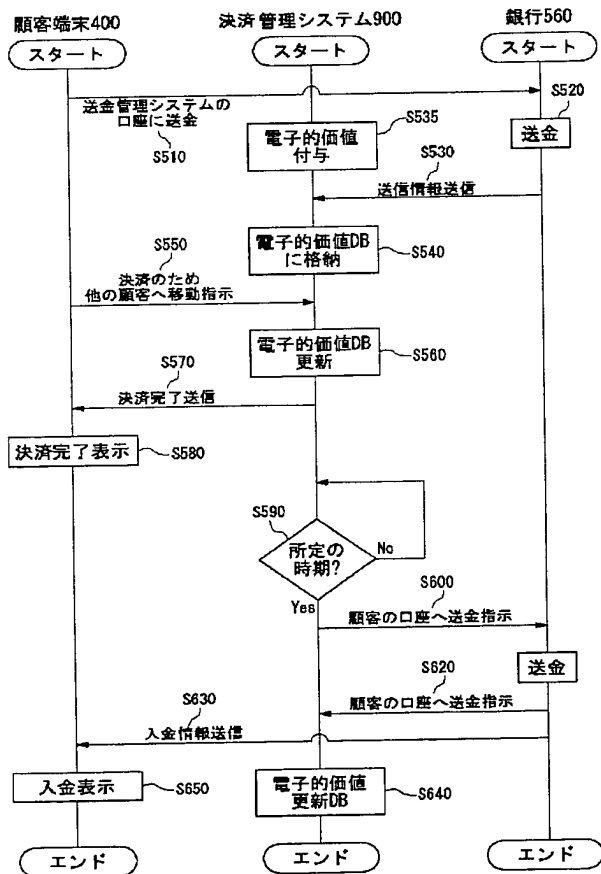 顧客端末400
決済管理システム900
銀行560
スタート
スタート
スタート
送金管理システムの
口座に送金
S510
S520
送金
S535
電子的価値
付与
S530
送信情報送信
電子的価値DB
に格納
S540
S550
決済のため
他の顧客へ移動指示
電子的価値DB
更新
S560
S570
決済完了送信
決済完了表示
S580
S590
所定の
時期?
No
Yes
S600
顧客の口座へ送金指示
送金
S620
顧客の口座へ送金指示
S630
入金情報送信
入金表示
S650
電子的価値
更新DB
S640
エンド
エンド
エンド